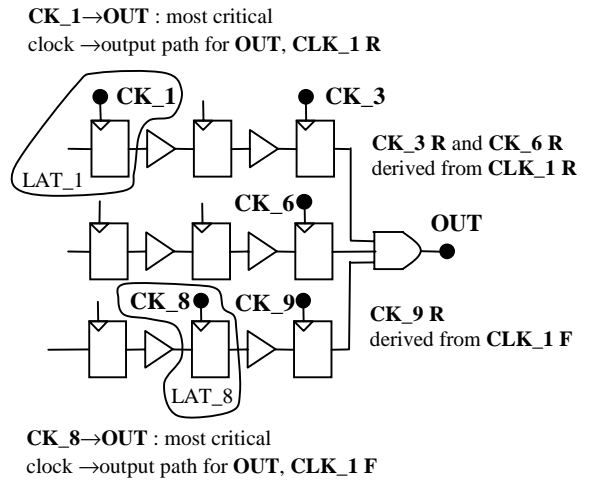 CK_1→OUT : most critical
clock →output path for OUT, CLK_1 R
CK_1
CK_3
LAT_1
CK_3 R and CK_6 R
derived from CLK_1 R
CK_6
OUT
CK_8
CK_9
CK_9 R
derived from CLK_1 F
LAT_8
CK_8→OUT : most critical
clock →output path for OUT, CLK_1 F